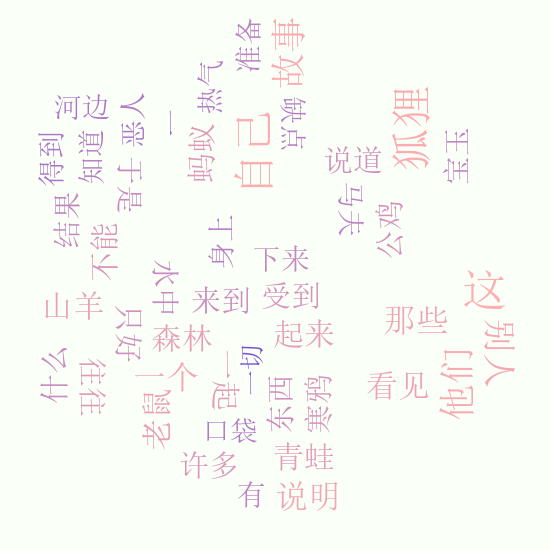 准备
故事
热气
河边
恶人
一
缺点
狐狸
得到
知道
于是
蚂蚁
自己
说道
宝玉
结果
不能
身上
马夫
公鸡
下来
水中
来到
受到
这
山羊
只好
森林
起来
那些
别人
什么
往往
一个
一起
一切
东西
寒鸦
看见
他们
老鼠
口袋
许多
青蛙
有
说明